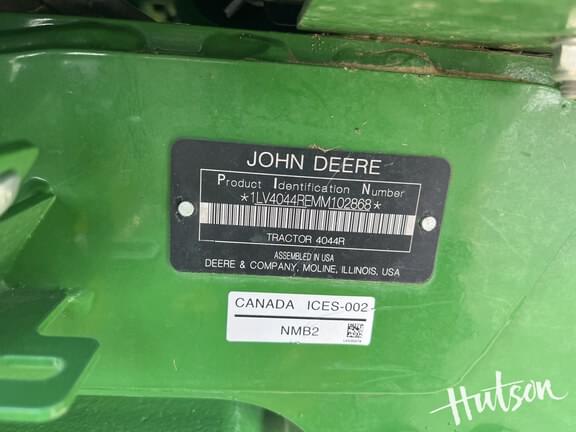 JOHN DEERE
Product Identification Number
*1LV4044REMM102868*
TRACTOR 4044R
ASSEMBLED IN USA
DEERE & COMPANY, MOLINE, ILLINOIS, USA
CANADA ICES-002
NMB2
Hutson